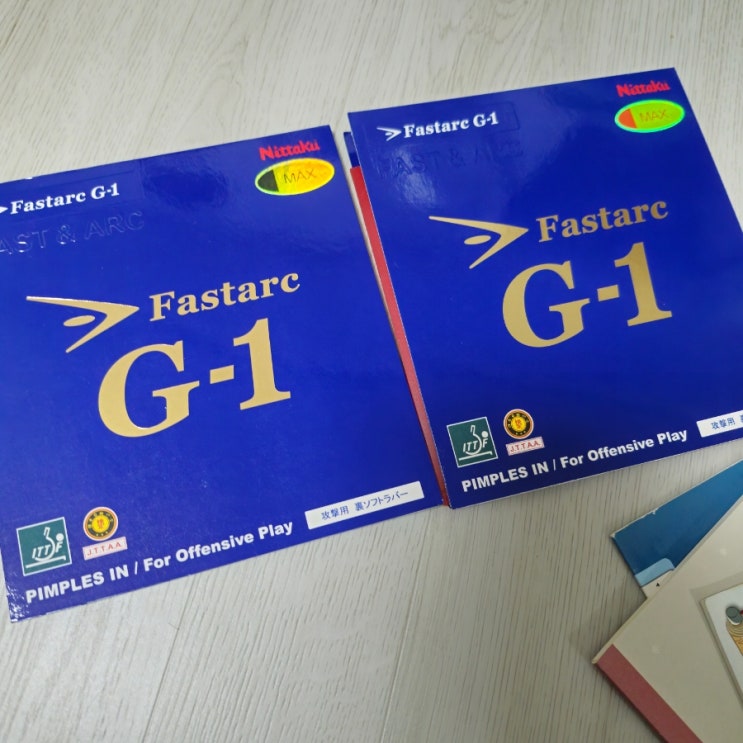 Nittaku
MAX
Fastarc G-1
FAST & ARC
Fastarc
G-1
ITTF
J.T.T.A.A.
PIMPLES IN / For Offensive Play
攻撃用 裏ソフトラバー
Nittaku
MAX
Fastarc G-1
FAST & ARC
Fastarc
G-1
ITTF
J.T.T.A.A.
PIMPLES IN / For Offensive Play
攻撃用